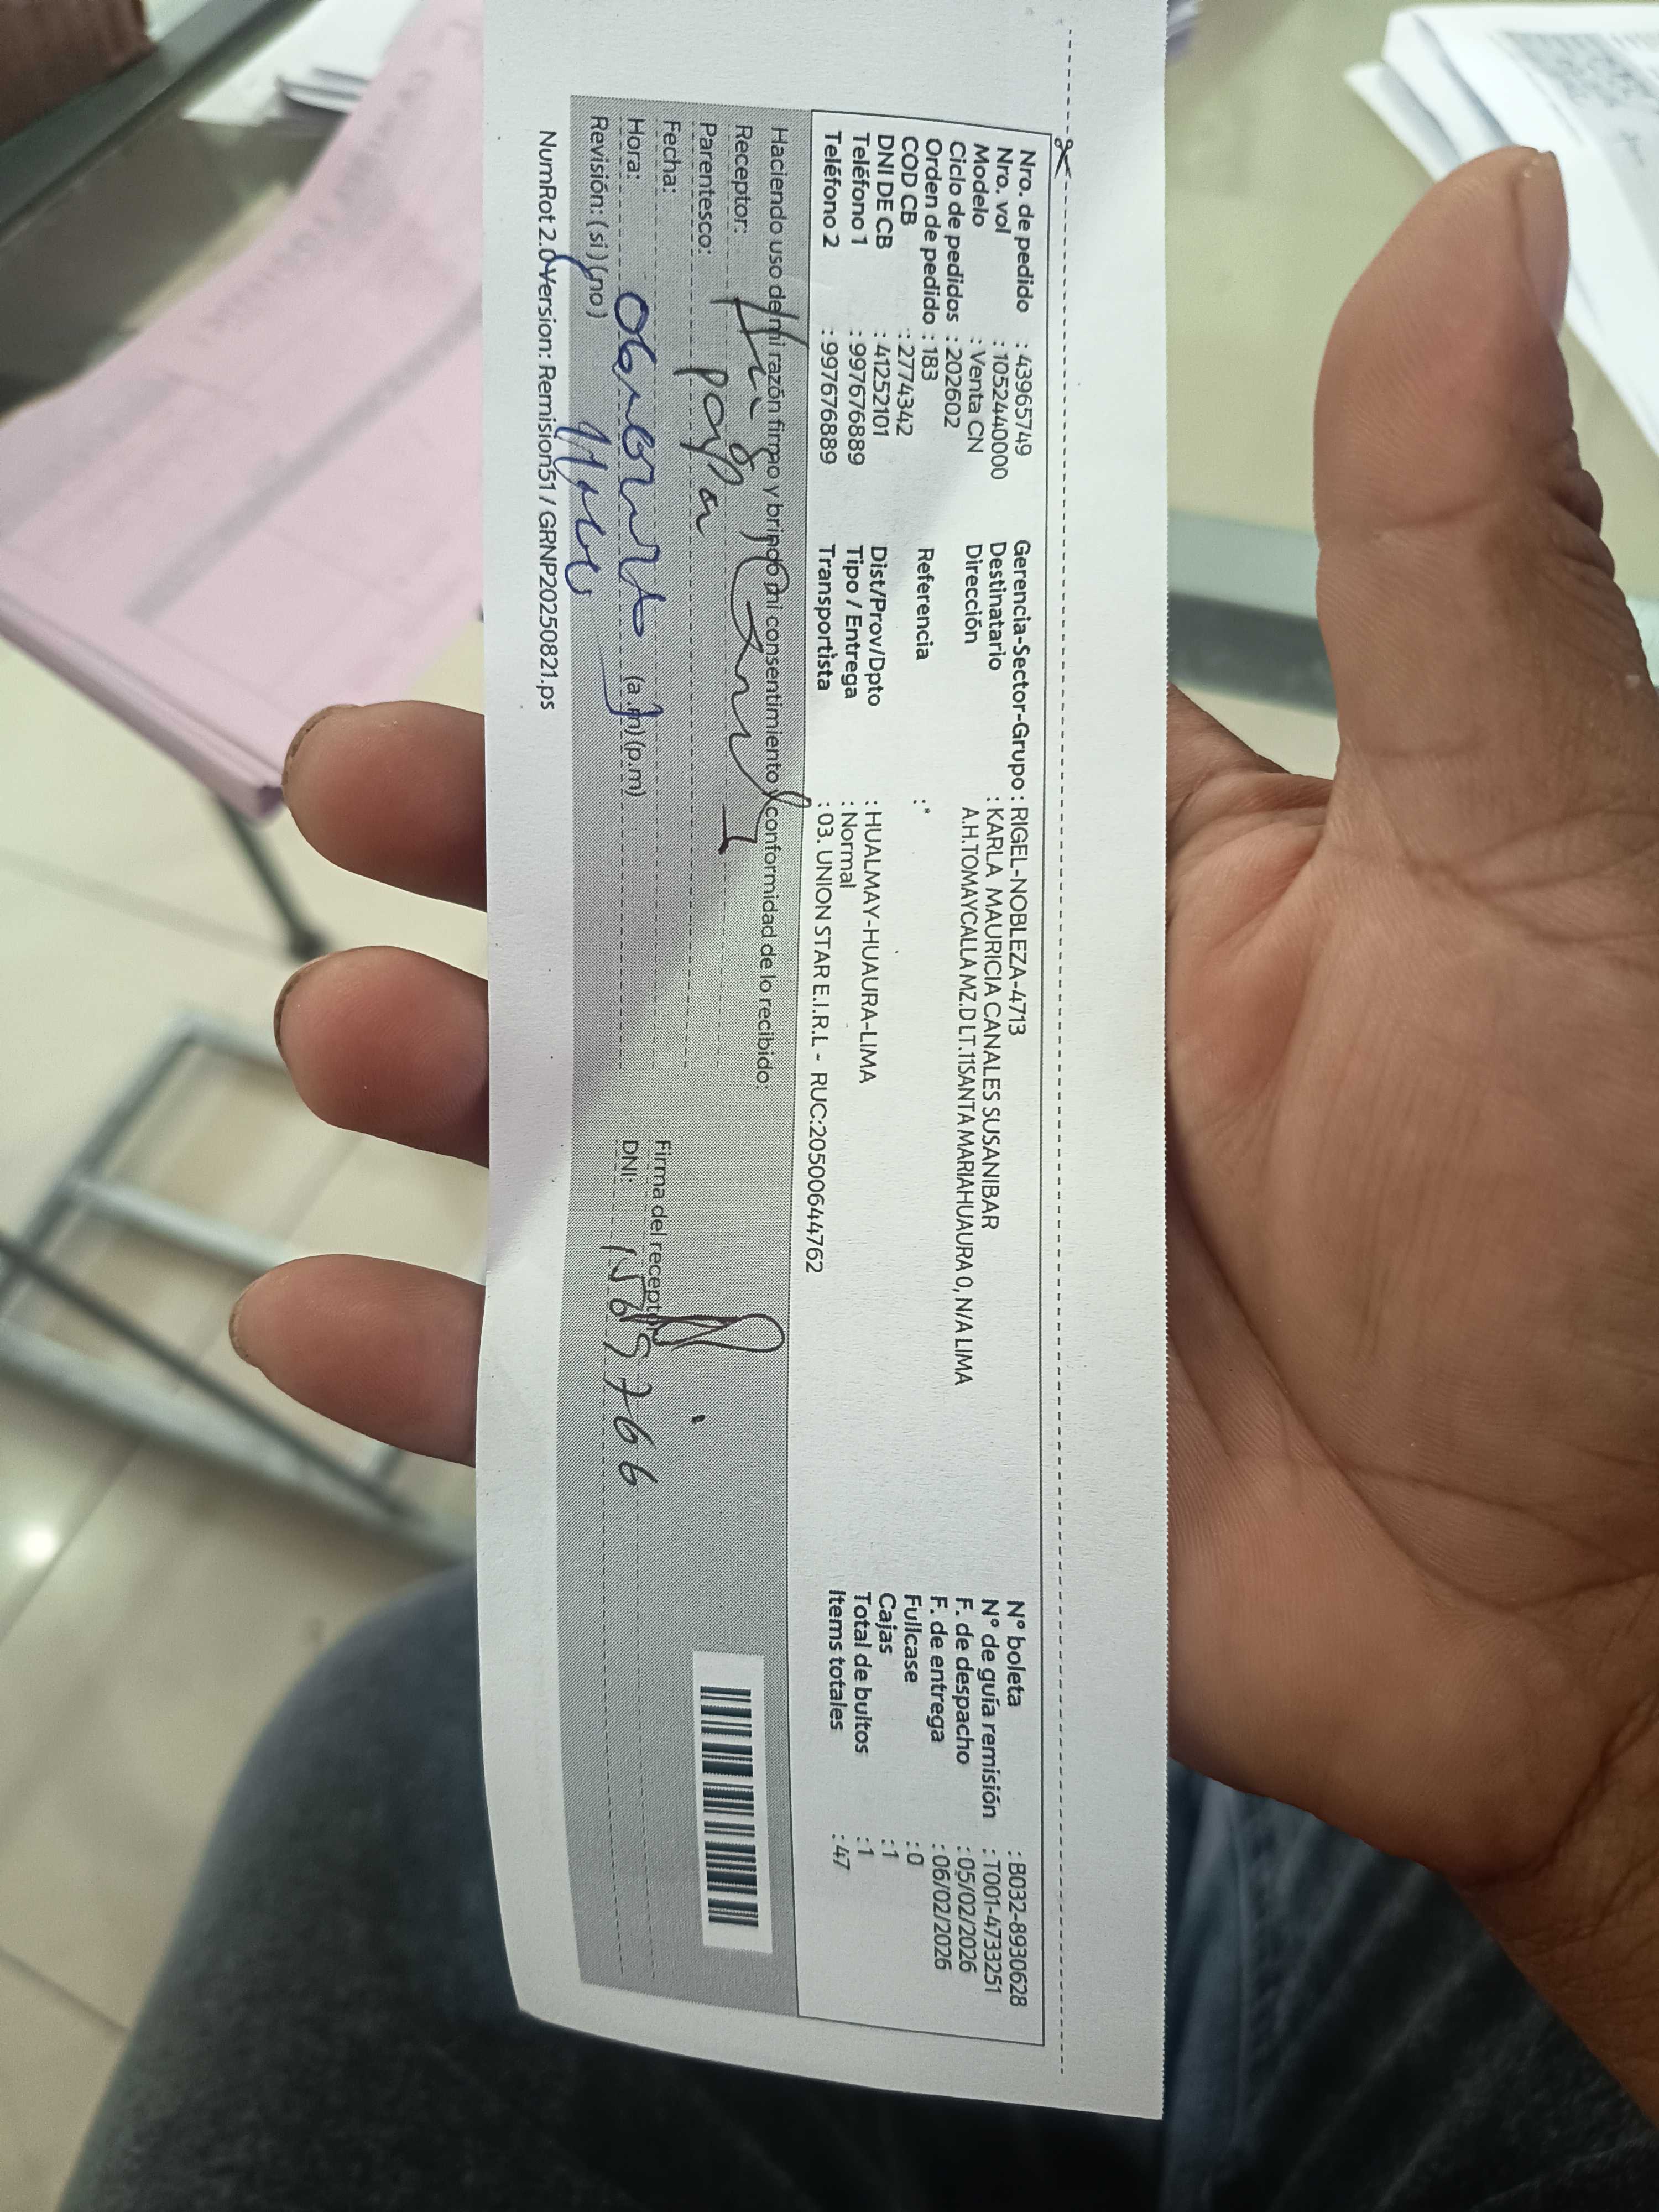 Nro. de pedido : 43965749
Nro. vol : 1052440000
Modelo : Venta CN
Ciclo de pedidos : 202602
Orden de pedido : 183
COD CB : 2774342
DNI DE CB : 41252101
Teléfono 1 : 997676889
Teléfono 2 : 997676889
Gerencia-Sector-Grupo : RIGEL-NOBLEZA-4713
Destinatario : KARLA MAURICIA CANALES SUSANIBAR
Dirección A.H.TOMAYCALLA MZ.D LT.11SANTA MARIAHUAURA 0, N/A LIMA
Referencia : *
Dist/Prov/Dpto : HUALMAY-HUAURA-LIMA
Tipo / Entrega : Normal
Transportista : 03. UNION STAR E.I.R.L - RUC:20500644762
N° boleta : B032-8930628
N° de guía remisión : T001-4733251
F. de despacho : 05/02/2026
F. de entrega : 06/02/2026
Fullcase : 0
Cajas : 1
Total de bultos : 1
Items totales : 47
Haciendo uso de mi razón firmo y brindo mi consentimiento y conformidad de lo recibido:
Receptor:
Parentesco: papa
Fecha:
Hora: (a.m) (p.m)
Revisión: ( si ) (no )
Firma del receptor
DNI: 15695766
NumRot 2.0Version: Remision51 / GRNP20250821.ps